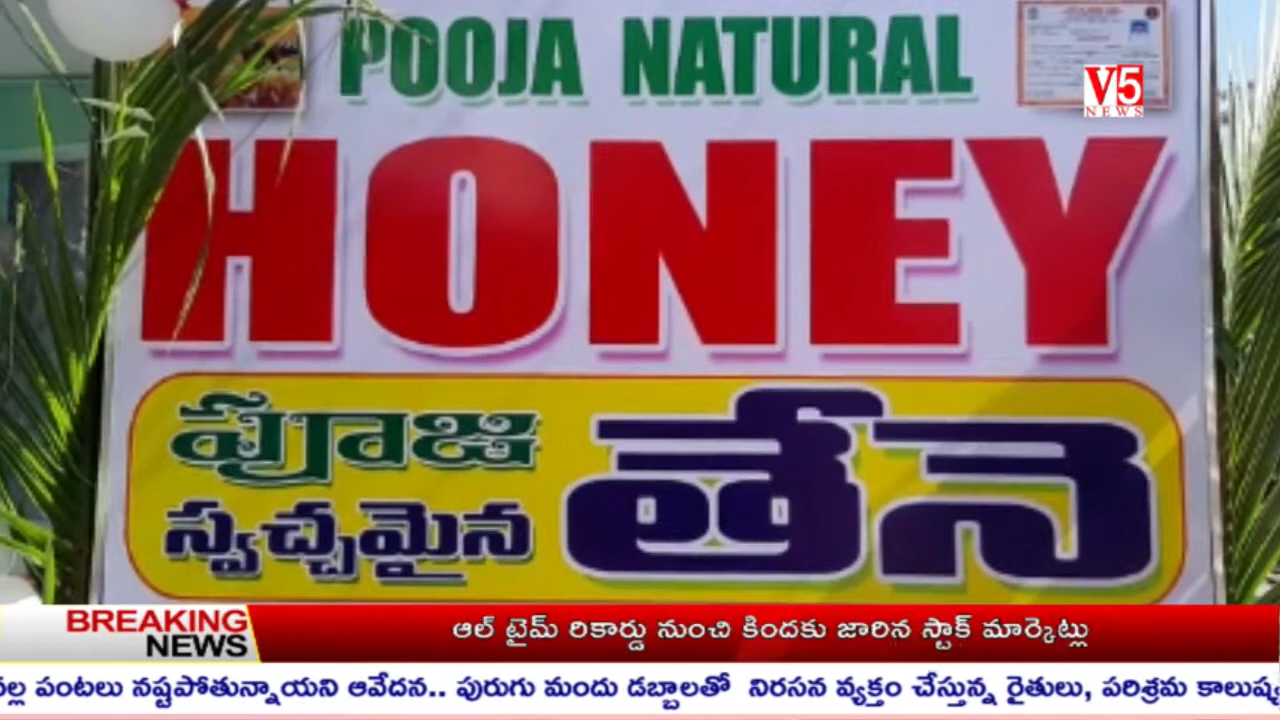 POOJA NATURAL
V5
NEWS
HONEY
ప్రూజ
స్వచ్ఛమైన
తేనె
BREAKING
NEWS
ఆల్ టైమ్ రికార్డు నుంచి కిందకు జారిన స్టాక్ మార్కెట్లు
పంటలు నష్టపోతున్నాయని ఆవేదన.. పురుగు మందు డబ్బాలతో నిరసన వ్యక్తం చేస్తున్న రైతులు, పరిశ్రమ